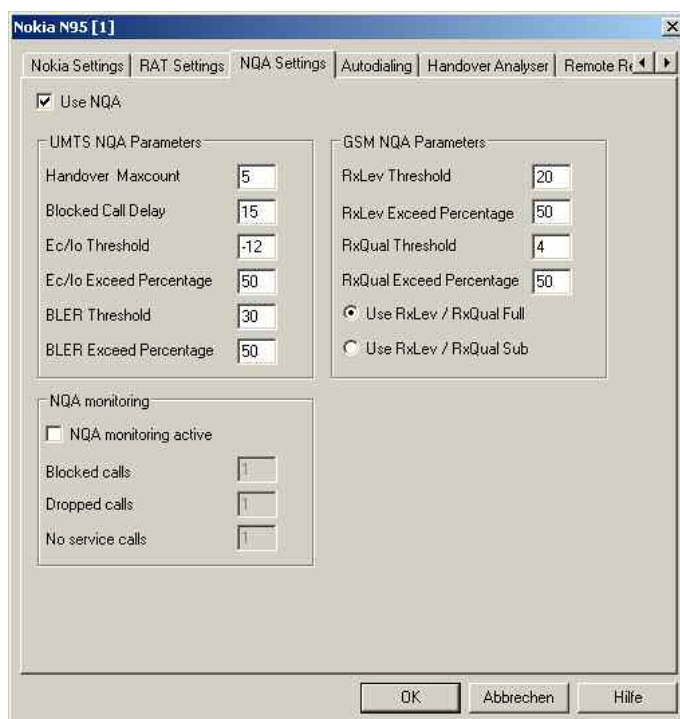 Nokia N95 [1]
Nokia Settings RAT Settings NQA Settings Autodialing Handover Analyser Remote Re
Use NQA
UMTS NQA Parameters
Handover Maxcount 5
Blocked Call Delay 15
Ec/Io Threshold -12
Ec/Io Exceed Percentage 50
BLER Threshold 30
BLER Exceed Percentage 50
GSM NQA Parameters
RxLev Threshold 20
RxLev Exceed Percentage 50
RxQual Threshold 4
RxQual Exceed Percentage 50
Use RxLev / RxQual Full
Use RxLev / RxQual Sub
NQA monitoring
NQA monitoring active
Blocked calls 1
Dropped calls 1
No service calls 1
OK Abbrechen Hilfe